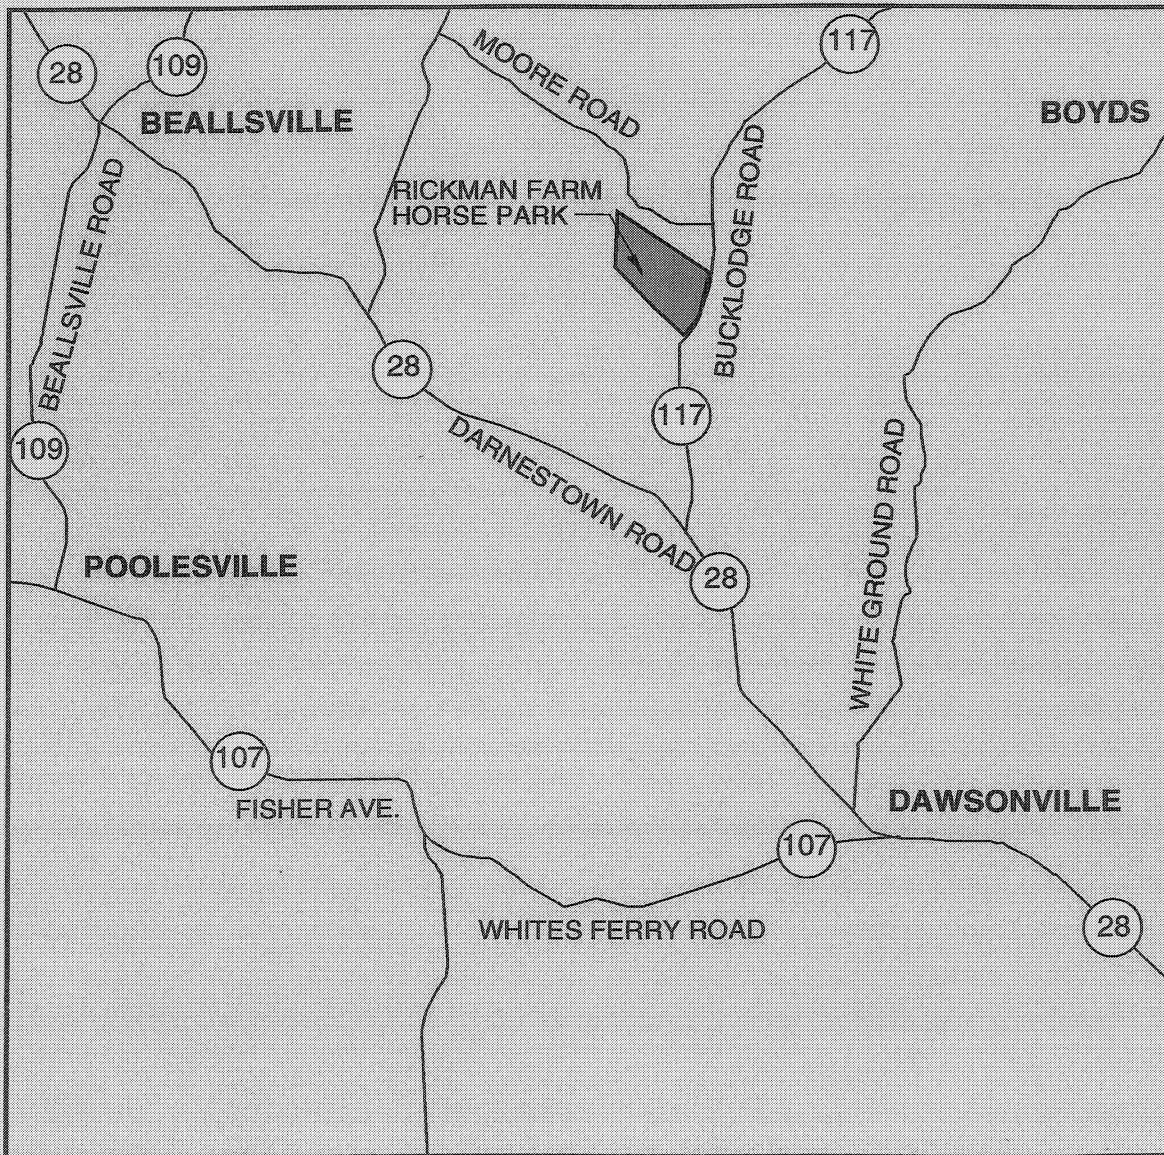 117
28
109
MOORE ROAD
BOYDS
BEALLSVILLE
BEALLSVILLE ROAD
RICKMAN FARM
HORSE PARK
BUCKLODGE ROAD
28
117
109
DARNESTOWN ROAD
WHITE GROUND ROAD
POOLESVILLE
28
107
FISHER AVE.
DAWSONVILLE
107
WHITES FERRY ROAD
28